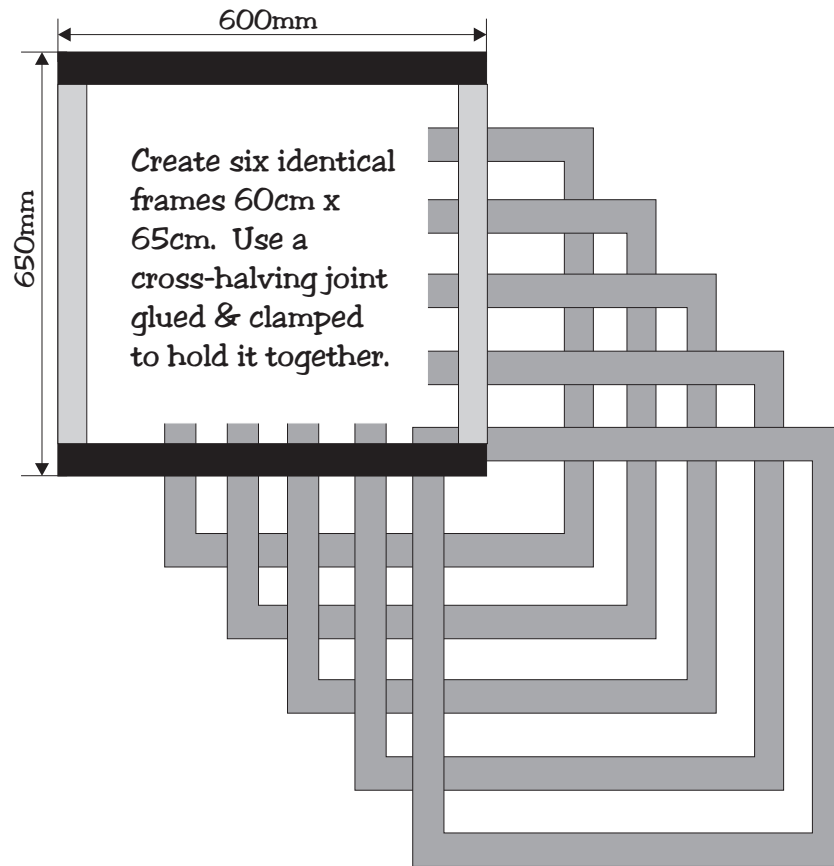 600mm
650mm
Create six identical
frames 60cm x
65cm. Use a
cross-halving joint
glued & clamped
to hold it together.